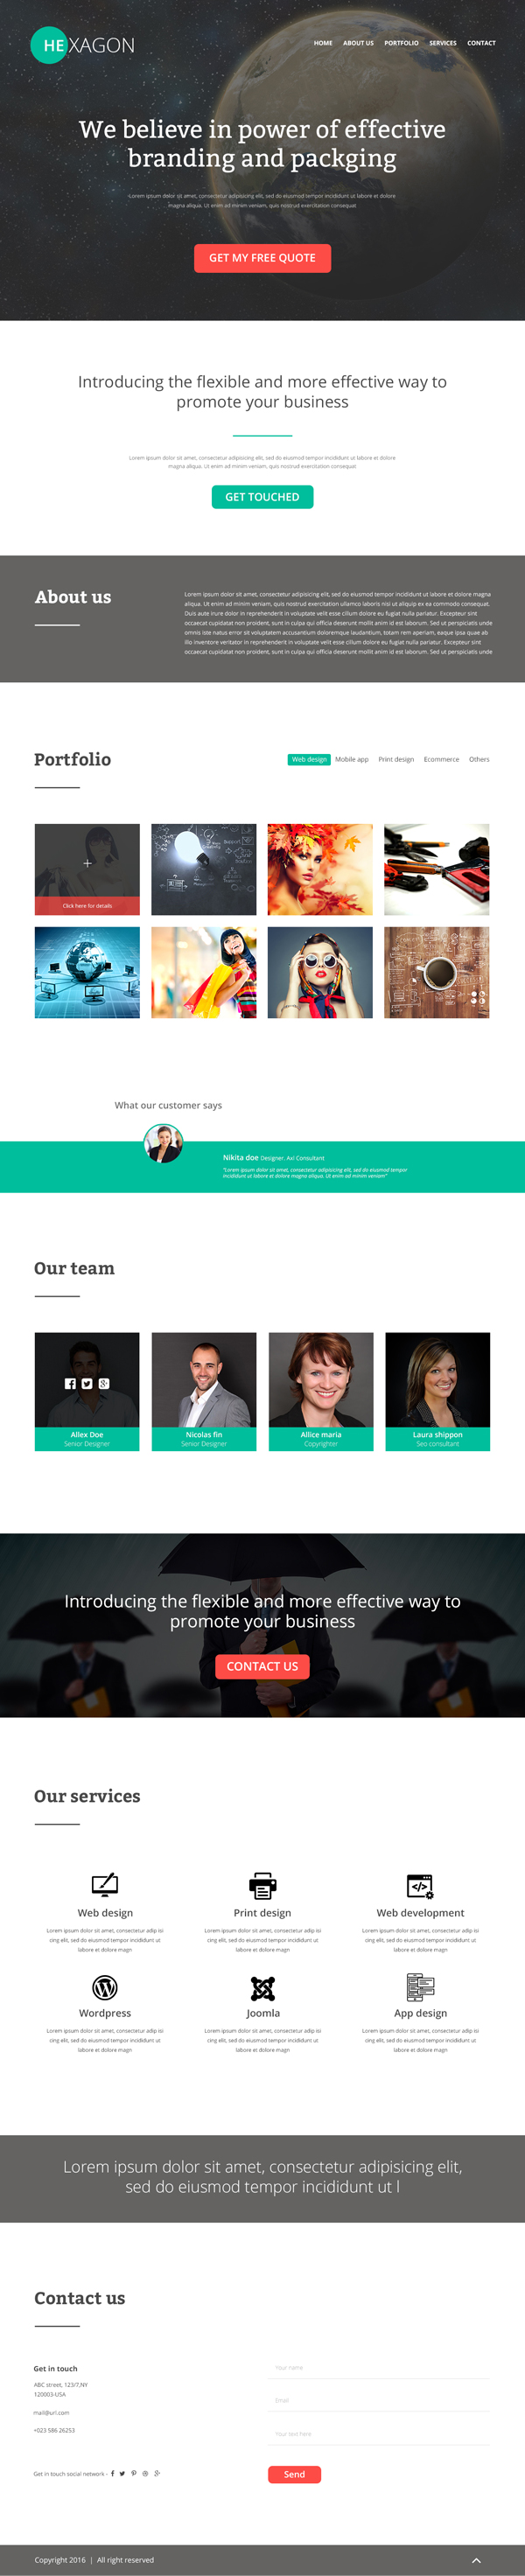 HEXAGON
HOME ABOUT US PORTFOLIO SERVICES CONTACT
We believe in power of effective
branding and packging
Lorem ipsum dolor sit amet, consectetur adipisicing elit, sed do eiusmod tempor incididunt ut labore et dolore
magna aliqua. Ut enim ad minim veniam, quis nostrud exercitation consequat
GET MY FREE QUOTE
Introducing the flexible and more effective way to
promote your business
Lorem ipsum dolor sit amet, consectetur adipisicing elit, sed do eiusmod tempor incididunt ut labore et dolore
magna aliqua. Ut enim ad minim veniam, quis nostrud exercitation consequat
GET TOUCHED
About us
Lorem ipsum dolor sit amet, consectetur adipisicing elit, sed do eiusmod tempor incididunt ut labore et dolore magna
aliqua. Ut enim ad minim veniam, quis nostrud exercitation ullamco laboris nisi ut aliquip ex ea commodo consequat.
Duis aute irure dolor in reprehenderit in voluptate velit esse cillum dolore eu fugiat nulla pariatur. Excepteur sint
occaecat cupidatat non proident, sunt in culpa qui officia deserunt mollit anim id est laborum. Sed ut perspiciatis unde
omnis iste natus error sit voluptatem accusantium doloremque laudantium, totam rem aperiam, eaque ipsa quae ab
illo inventore veritator in reprehenderit in voluptate velit esse cillum dolore eu fugiat nulla pariatur. Excepteur sint
occaecat cupidatat non proident, sunt in culpa qui officia deserunt mollit anim id est laborum. Sed ut perspiciatis unde
Portfolio
Web design Mobile app Print design Ecommerce Others
Click here for details
What our customer says
Nikita doe Designer, Axl Consultant
"Lorem ipsum dolor sit amet, consectetur adipisicing elit, sed do eiusmod tempor
incididunt ut labore et dolore magna aliqua. Ut enim ad minim veniam"
Our team
Allex Doe
Senior Designer
Nicolas fin
Senior Designer
Allice maria
Copyrighter
Laura shippon
Seo consultant
Introducing the flexible and more effective way to
promote your business
CONTACT US
Our services
Web design
Lorem ipsum dolor sit amet, consectetur adip isi
cing elit, sed do eiusmod tempor incididunt ut
labore et dolore magn
Print design
Lorem ipsum dolor sit amet, consectetur adip isi
cing elit, sed do eiusmod tempor incididunt ut
labore et dolore magn
Web development
Lorem ipsum dolor sit amet, consectetur adip isi
cing elit, sed do eiusmod tempor incididunt ut
labore et dolore magn
Wordpress
Lorem ipsum dolor sit amet, consectetur adip isi
cing elit, sed do eiusmod tempor incididunt ut
labore et dolore magn
Joomla
Lorem ipsum dolor sit amet, consectetur adip isi
cing elit, sed do eiusmod tempor incididunt ut
labore et dolore magn
App design
Lorem ipsum dolor sit amet, consectetur adip isi
cing elit, sed do eiusmod tempor incididunt ut
labore et dolore magn
Lorem ipsum dolor sit amet, consectetur adipisicing elit,
sed do eiusmod tempor incididunt ut l
Contact us
Get in touch
ABC street, 123/7,NY
120003-USA
mail@url.com
+023 586 26253
Get in touch social network -
Your name
Email
Your text here
Send
Copyright 2016 | All right reserved